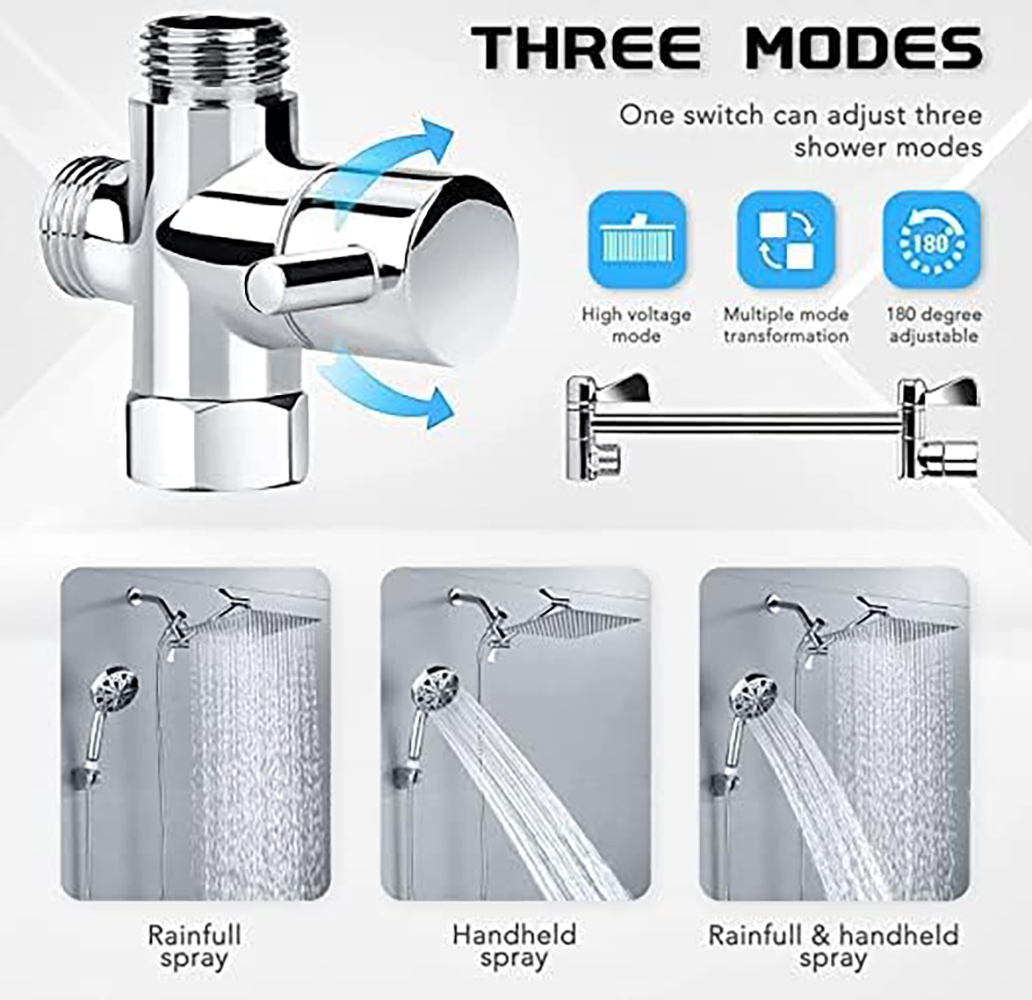 THREE MODES
One switch can adjust three
shower modes
180°
High voltage
mode
Multiple mode
transformation
180 degree
adjustable
Rainfull
spray
Handheld
spray
Rainfull & handheld
spray